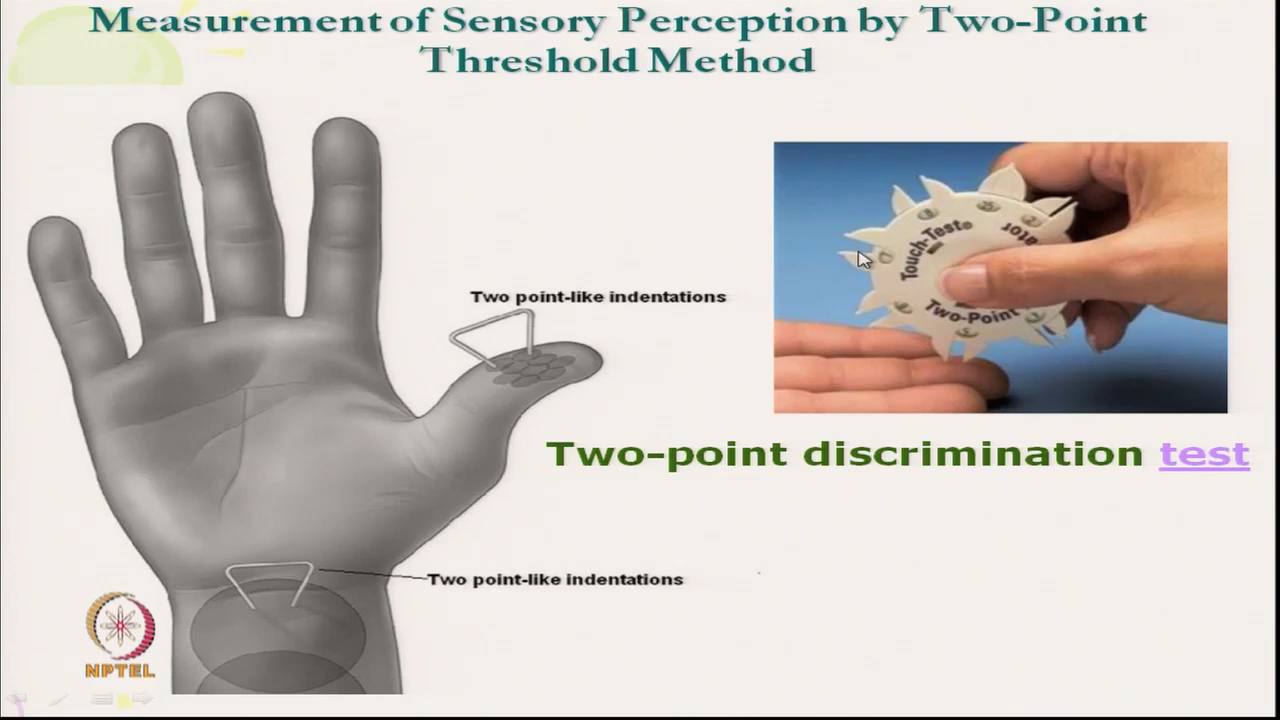 Measurement of Sensory Perception by Two-Point
Threshold Method
Two point-like indentations
Touch-Test
Two-Point
Two-point discrimination test
Two point-like indentations
NPTEL